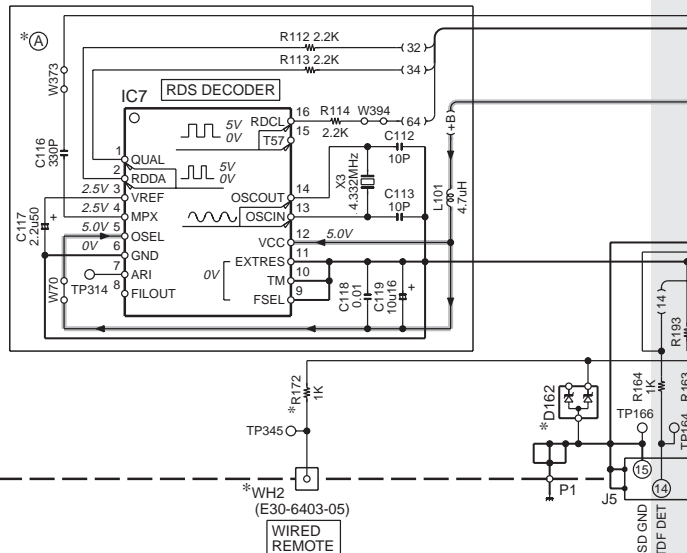 *Ⓐ
R112 2.2K
(32)
R113 2.2K
(34)
W373
RDS DECODER
IC7
16
RDCL
R114
2.2K
W394
(64)
(+B)
5V
0V
15
T57
C116
330P
C112
10P
1
QUAL
2
RDDA
5V
0V
X3
4.332MHz
L101
4.7uH
2.5V
3
VREF
OSCOUT
14
C113
10P
C117
2.2u50
+
2.5V
4
MPX
OSCIN
13
5.0V
5
OSEL
VCC
12
5.0V
0V
6
GND
EXTRES
11
7
ARI
0V
TM
10
TP314
8
FILOUT
FSEL
9
W70
C118
0.01
C119
10u16
+
(14)
R193
*R172
1K
*D162
R164
1K
R163
TP166
TP164
TP345
15
14
*WH2
(E30-6403-05)
P1
J5
WIRED
REMOTE
SD GND
TDF DET